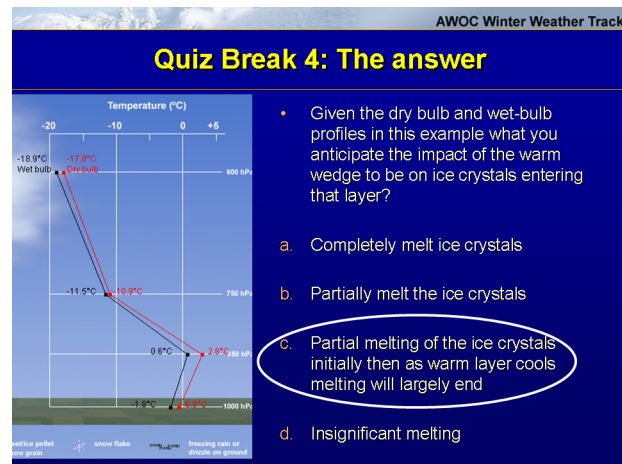 AWOC Winter Weather Track
Quiz Break 4: The answer
Temperature (°C)
-20 -10 0 +5
-18.9°C -17.8°C
Wet bulb Dry bulb
600 hPa
-11.5°C -10.9°C
750 hPa
0.6°C 2.9°C 850 hPa
-1.8°C
1000 hPa
snow flake
freezing rain or
drizzle on ground
• Given the dry bulb and wet-bulb
profiles in this example what you
anticipate the impact of the warm
wedge to be on ice crystals entering
that layer?
a. Completely melt ice crystals
b. Partially melt the ice crystals
c. Partial melting of the ice crystals
initially then as warm layer cools
melting will largely end
d. Insignificant melting